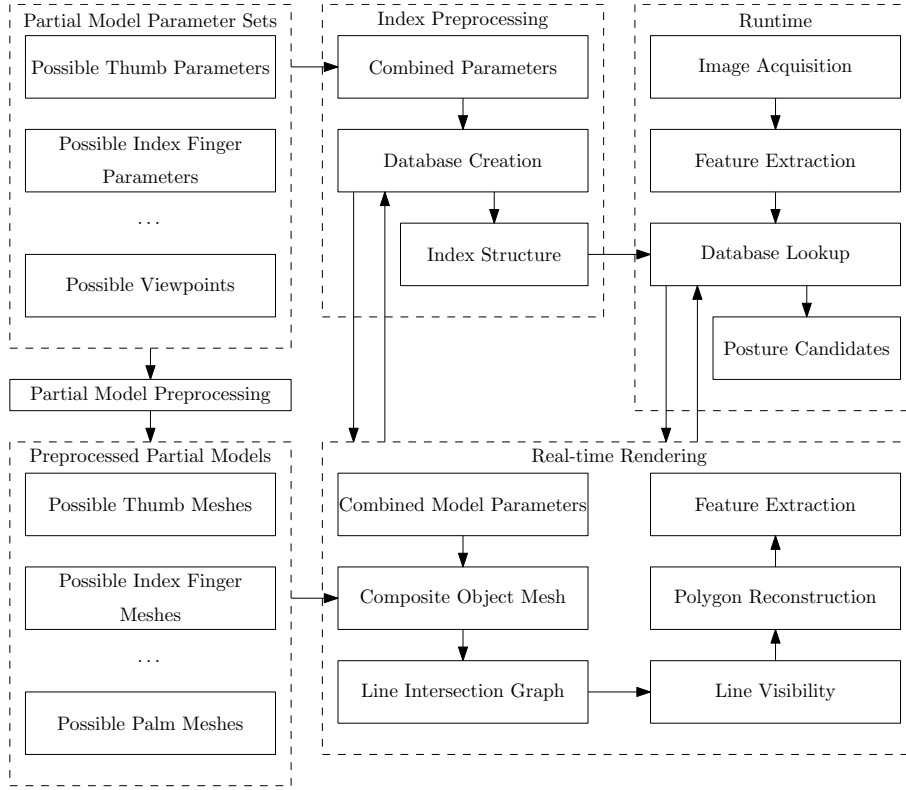 Partial Model Parameter Sets
Possible Thumb Parameters
Possible Index Finger
Parameters
...
Possible Viewpoints
Partial Model Preprocessing
Preprocessed Partial Models
Possible Thumb Meshes
Possible Index Finger
Meshes
...
Possible Palm Meshes
Index Preprocessing
Combined Parameters
Database Creation
Index Structure
Runtime
Image Acquisition
Feature Extraction
Database Lookup
Posture Candidates
Real-time Rendering
Combined Model Parameters
Composite Object Mesh
Line Intersection Graph
Feature Extraction
Polygon Reconstruction
Line Visibility